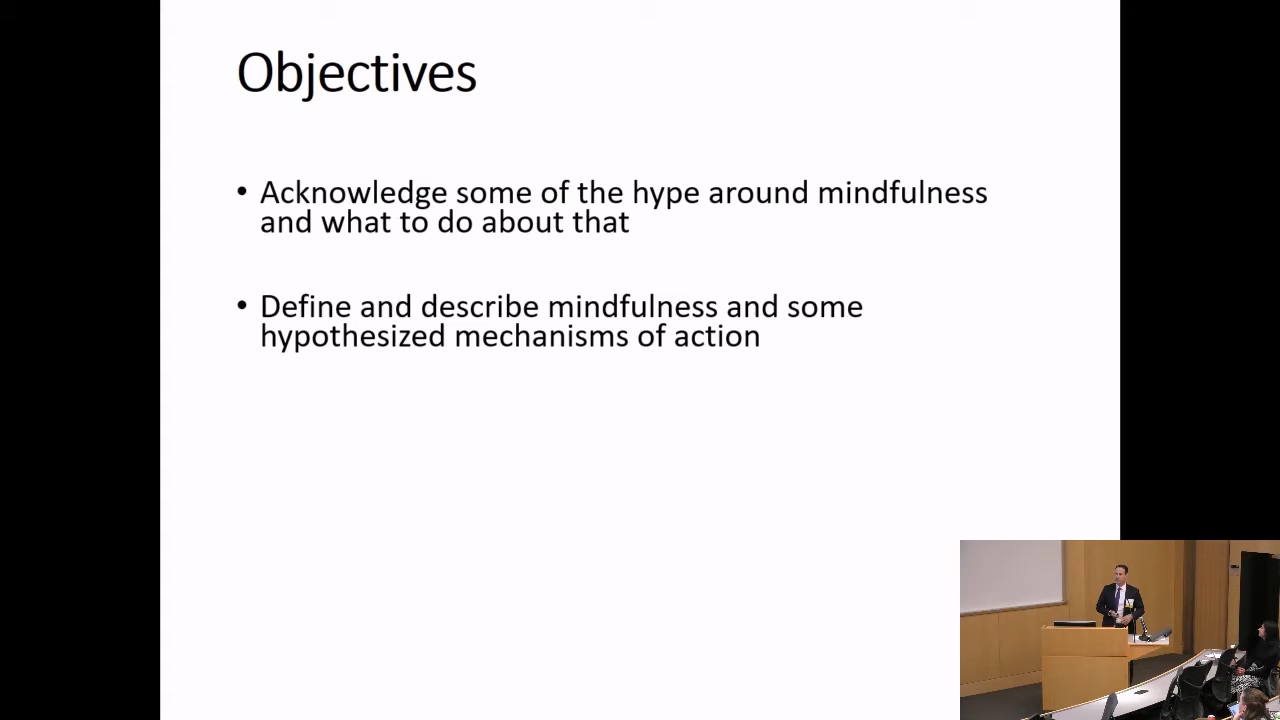 Objectives
• Acknowledge some of the hype around mindfulness
and what to do about that
• Define and describe mindfulness and some
hypothesized mechanisms of action